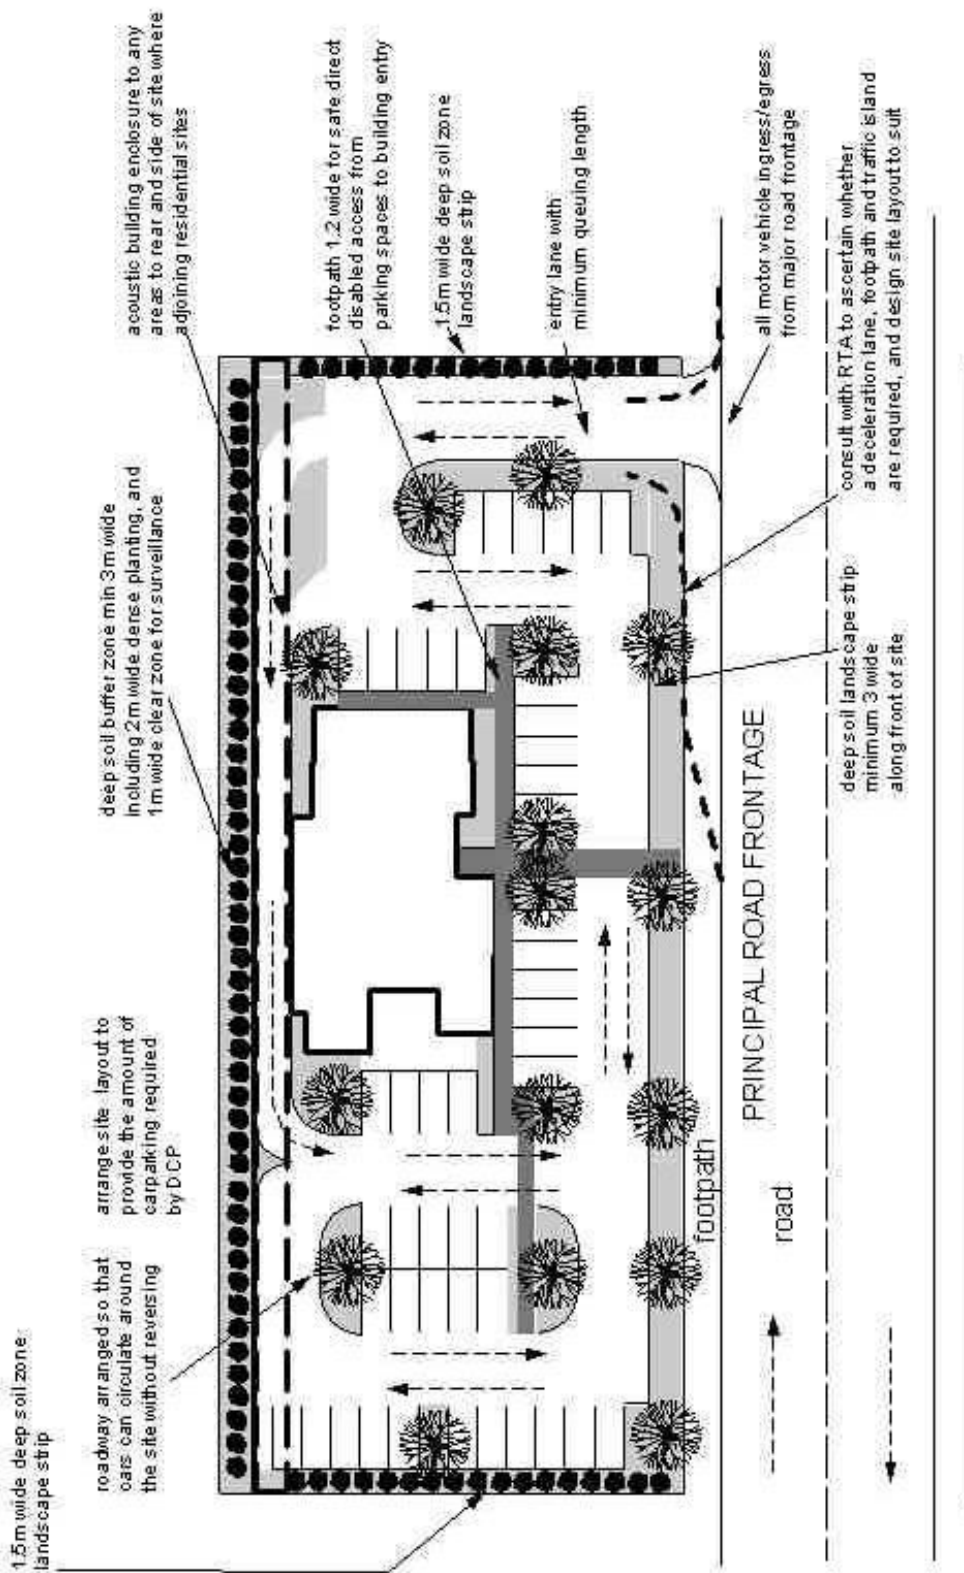 1.5m wide deep soil zone
landscape strip
roadway arranged so that
cars can circulate around
the site without reversing
arrange site layout to
provide the amount of
carparking required
by DCP
deep soil buffer zone min 3m wide
including 2m wide dense planting, and
1m wide clear zone for surveillance
acoustic building enclosure to any
areas to rear and side of site where
adjoining residential sites
footpath 1.2 wide for safe direct
disabled access from
parking spaces to building entry
1.5m wide deep soil zone
landscape strip
entry lane with
minimum queuing length
all motor vehicle ingress/egress
from major road frontage
consult with RTA to ascertain whether
a deceleration lane, footpath and traffic island
are required, and design site layout to suit
deep soil landscape strip
minimum 3 wide
along front of site
footpath
PRINCIPAL ROAD FRONTAGE
road